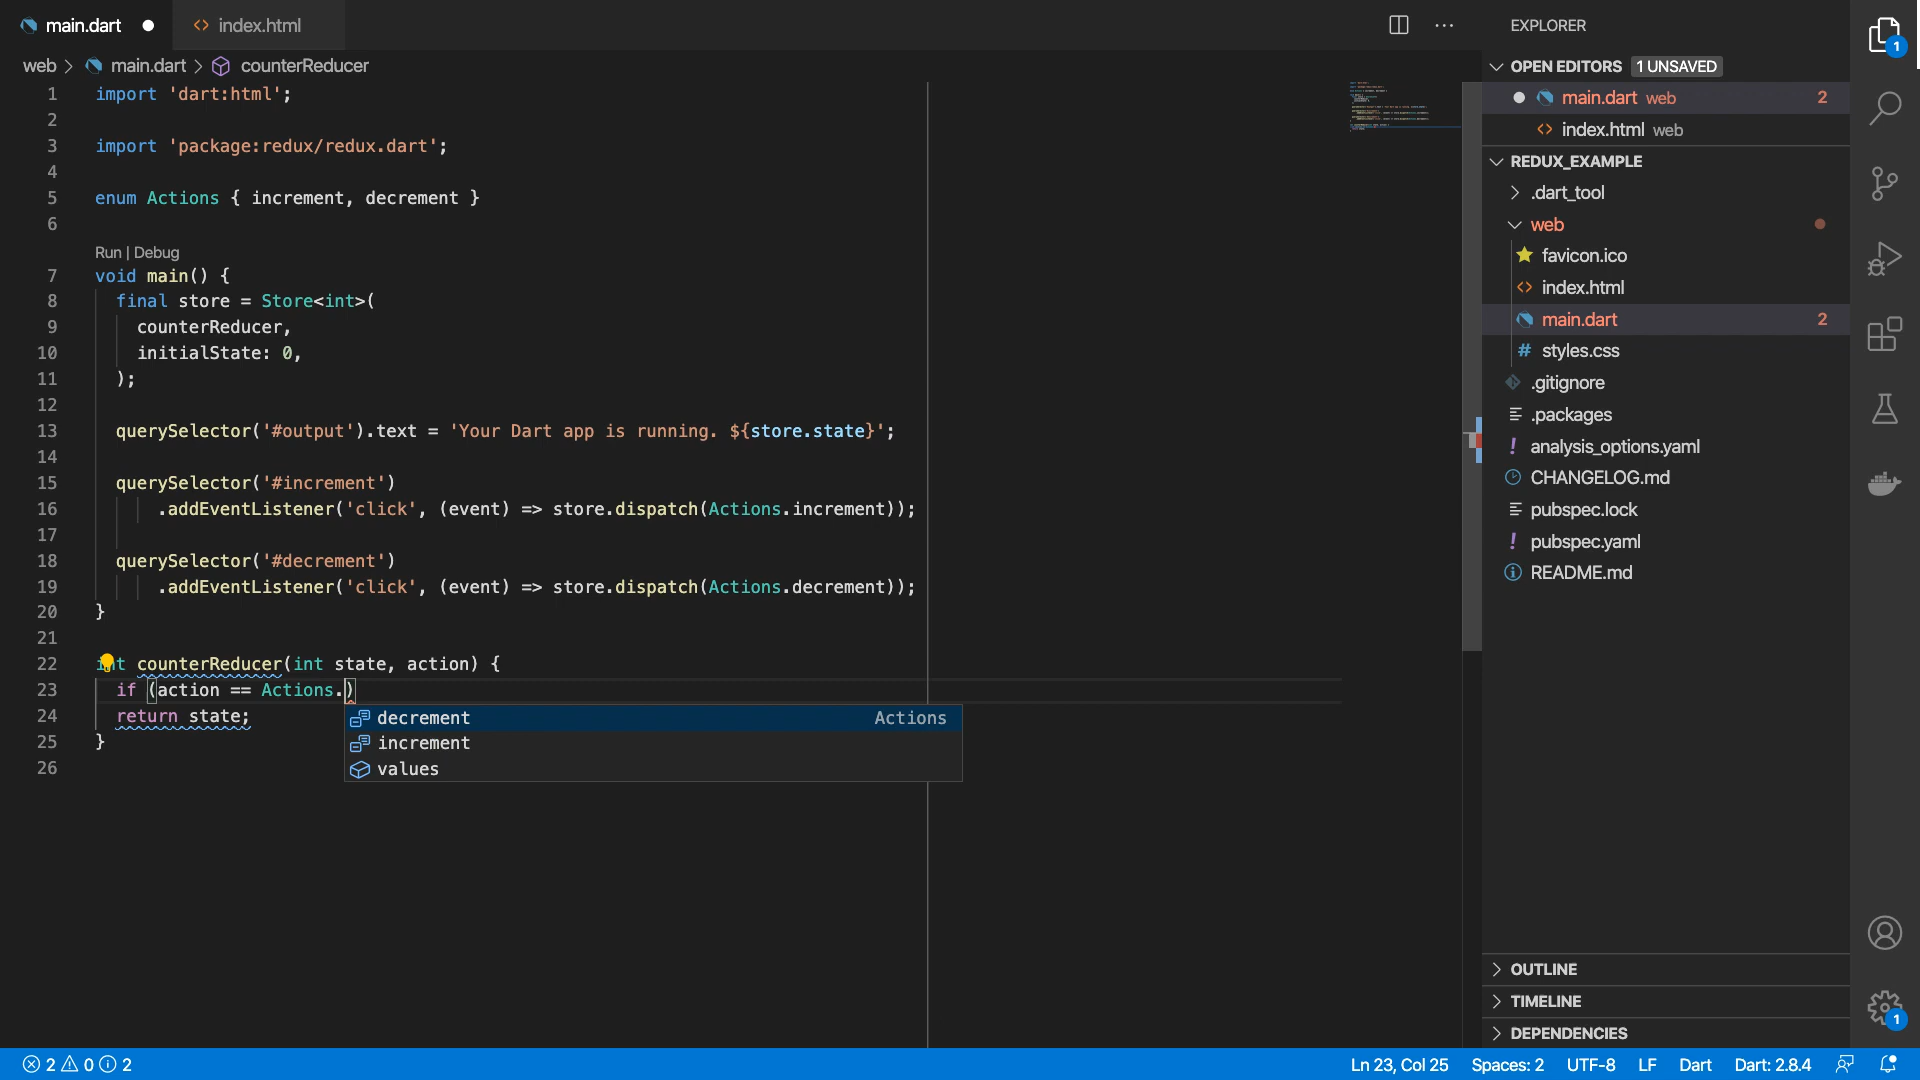 main.dart
index.html
web > main.dart > counterReducer
1 import 'dart:html';
2
3 import 'package:redux/redux.dart';
4
5 enum Actions { increment, decrement }
6
Run | Debug
7 void main() {
8 final store = Store<int>(
9 counterReducer,
10 initialState: 0,
11 );
12
13 querySelector('#output').text = 'Your Dart app is running. ${store.state}';
14
15 querySelector('#increment')
16 .addEventListener('click', (event) => store.dispatch(Actions.increment));
17
18 querySelector('#decrement')
19 .addEventListener('click', (event) => store.dispatch(Actions.decrement));
20 }
21
22 int counterReducer(int state, action) {
23 if (action == Actions.)
24 return state;
25 }
26
decrement Actions
increment
values
EXPLORER
OPEN EDITORS 1 UNSAVED
main.dart web 2
index.html web
REDUX_EXAMPLE
.dart_tool
web
favicon.ico
index.html
main.dart 2
styles.css
.gitignore
.packages
analysis_options.yaml
CHANGELOG.md
pubspec.lock
pubspec.yaml
README.md
OUTLINE
TIMELINE
DEPENDENCIES
1
1
2 0 2
Ln 23, Col 25 Spaces: 2 UTF-8 LF Dart Dart: 2.8.4